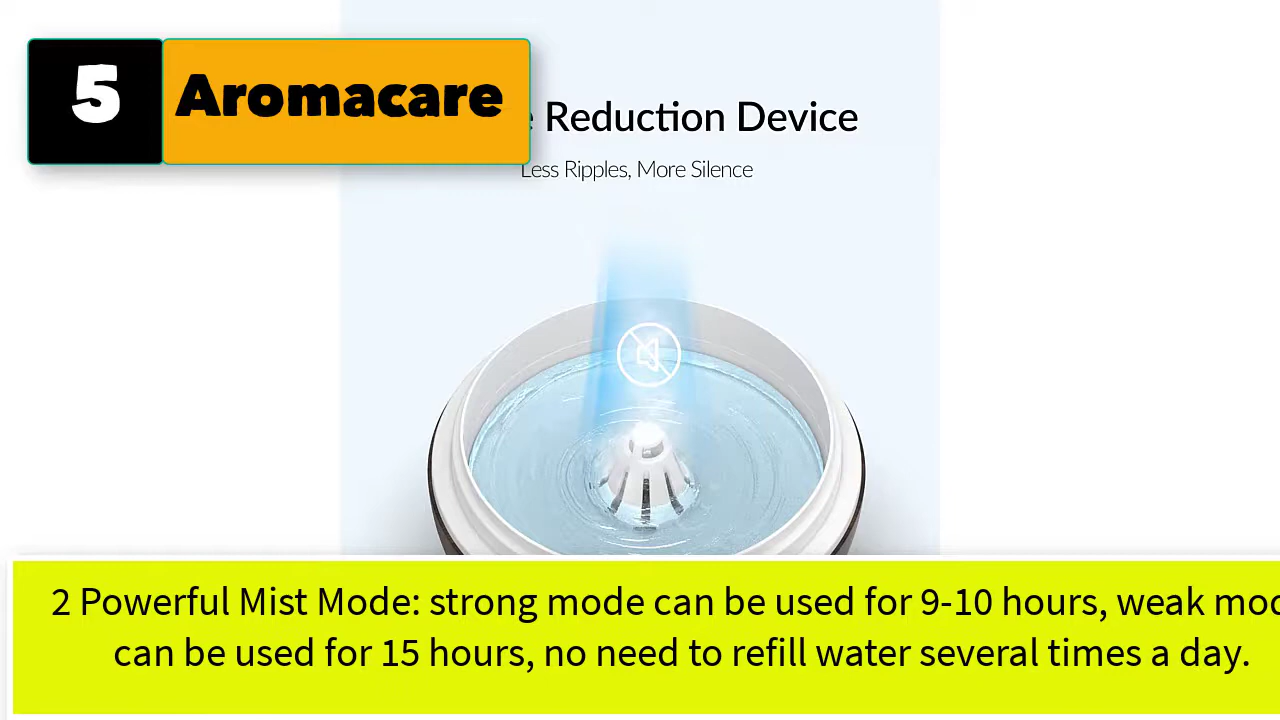 5 Aromacare
Reduction Device
Less Ripples, More Silence
2 Powerful Mist Mode: strong mode can be used for 9-10 hours, weak
can be used for 15 hours, no need to refill water several times a day.